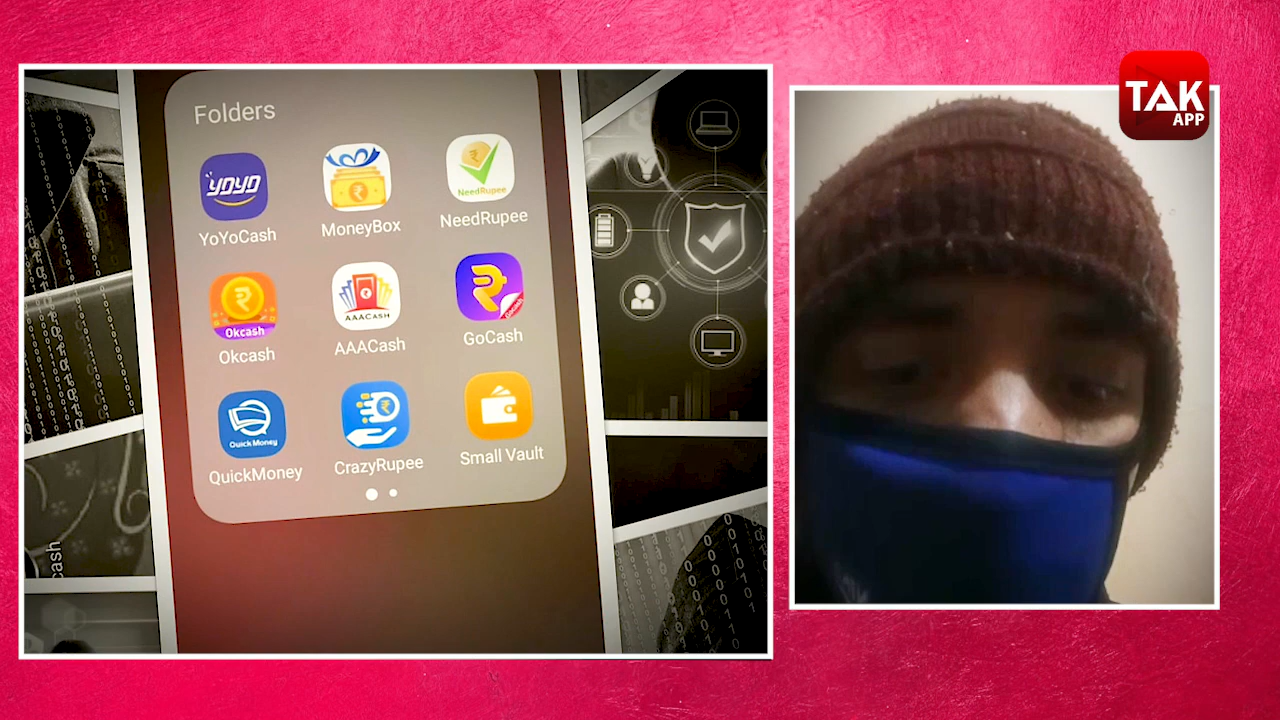 Folders
YOYO
YoYoCash
MoneyBox
NeedRupee
NeedRupee
Okcash
Okcash
AAACASH
AAACash
GoCash
QUICK MONEY
QuickMoney
CrazyRupee
Small Vault
cash
TAK
APP